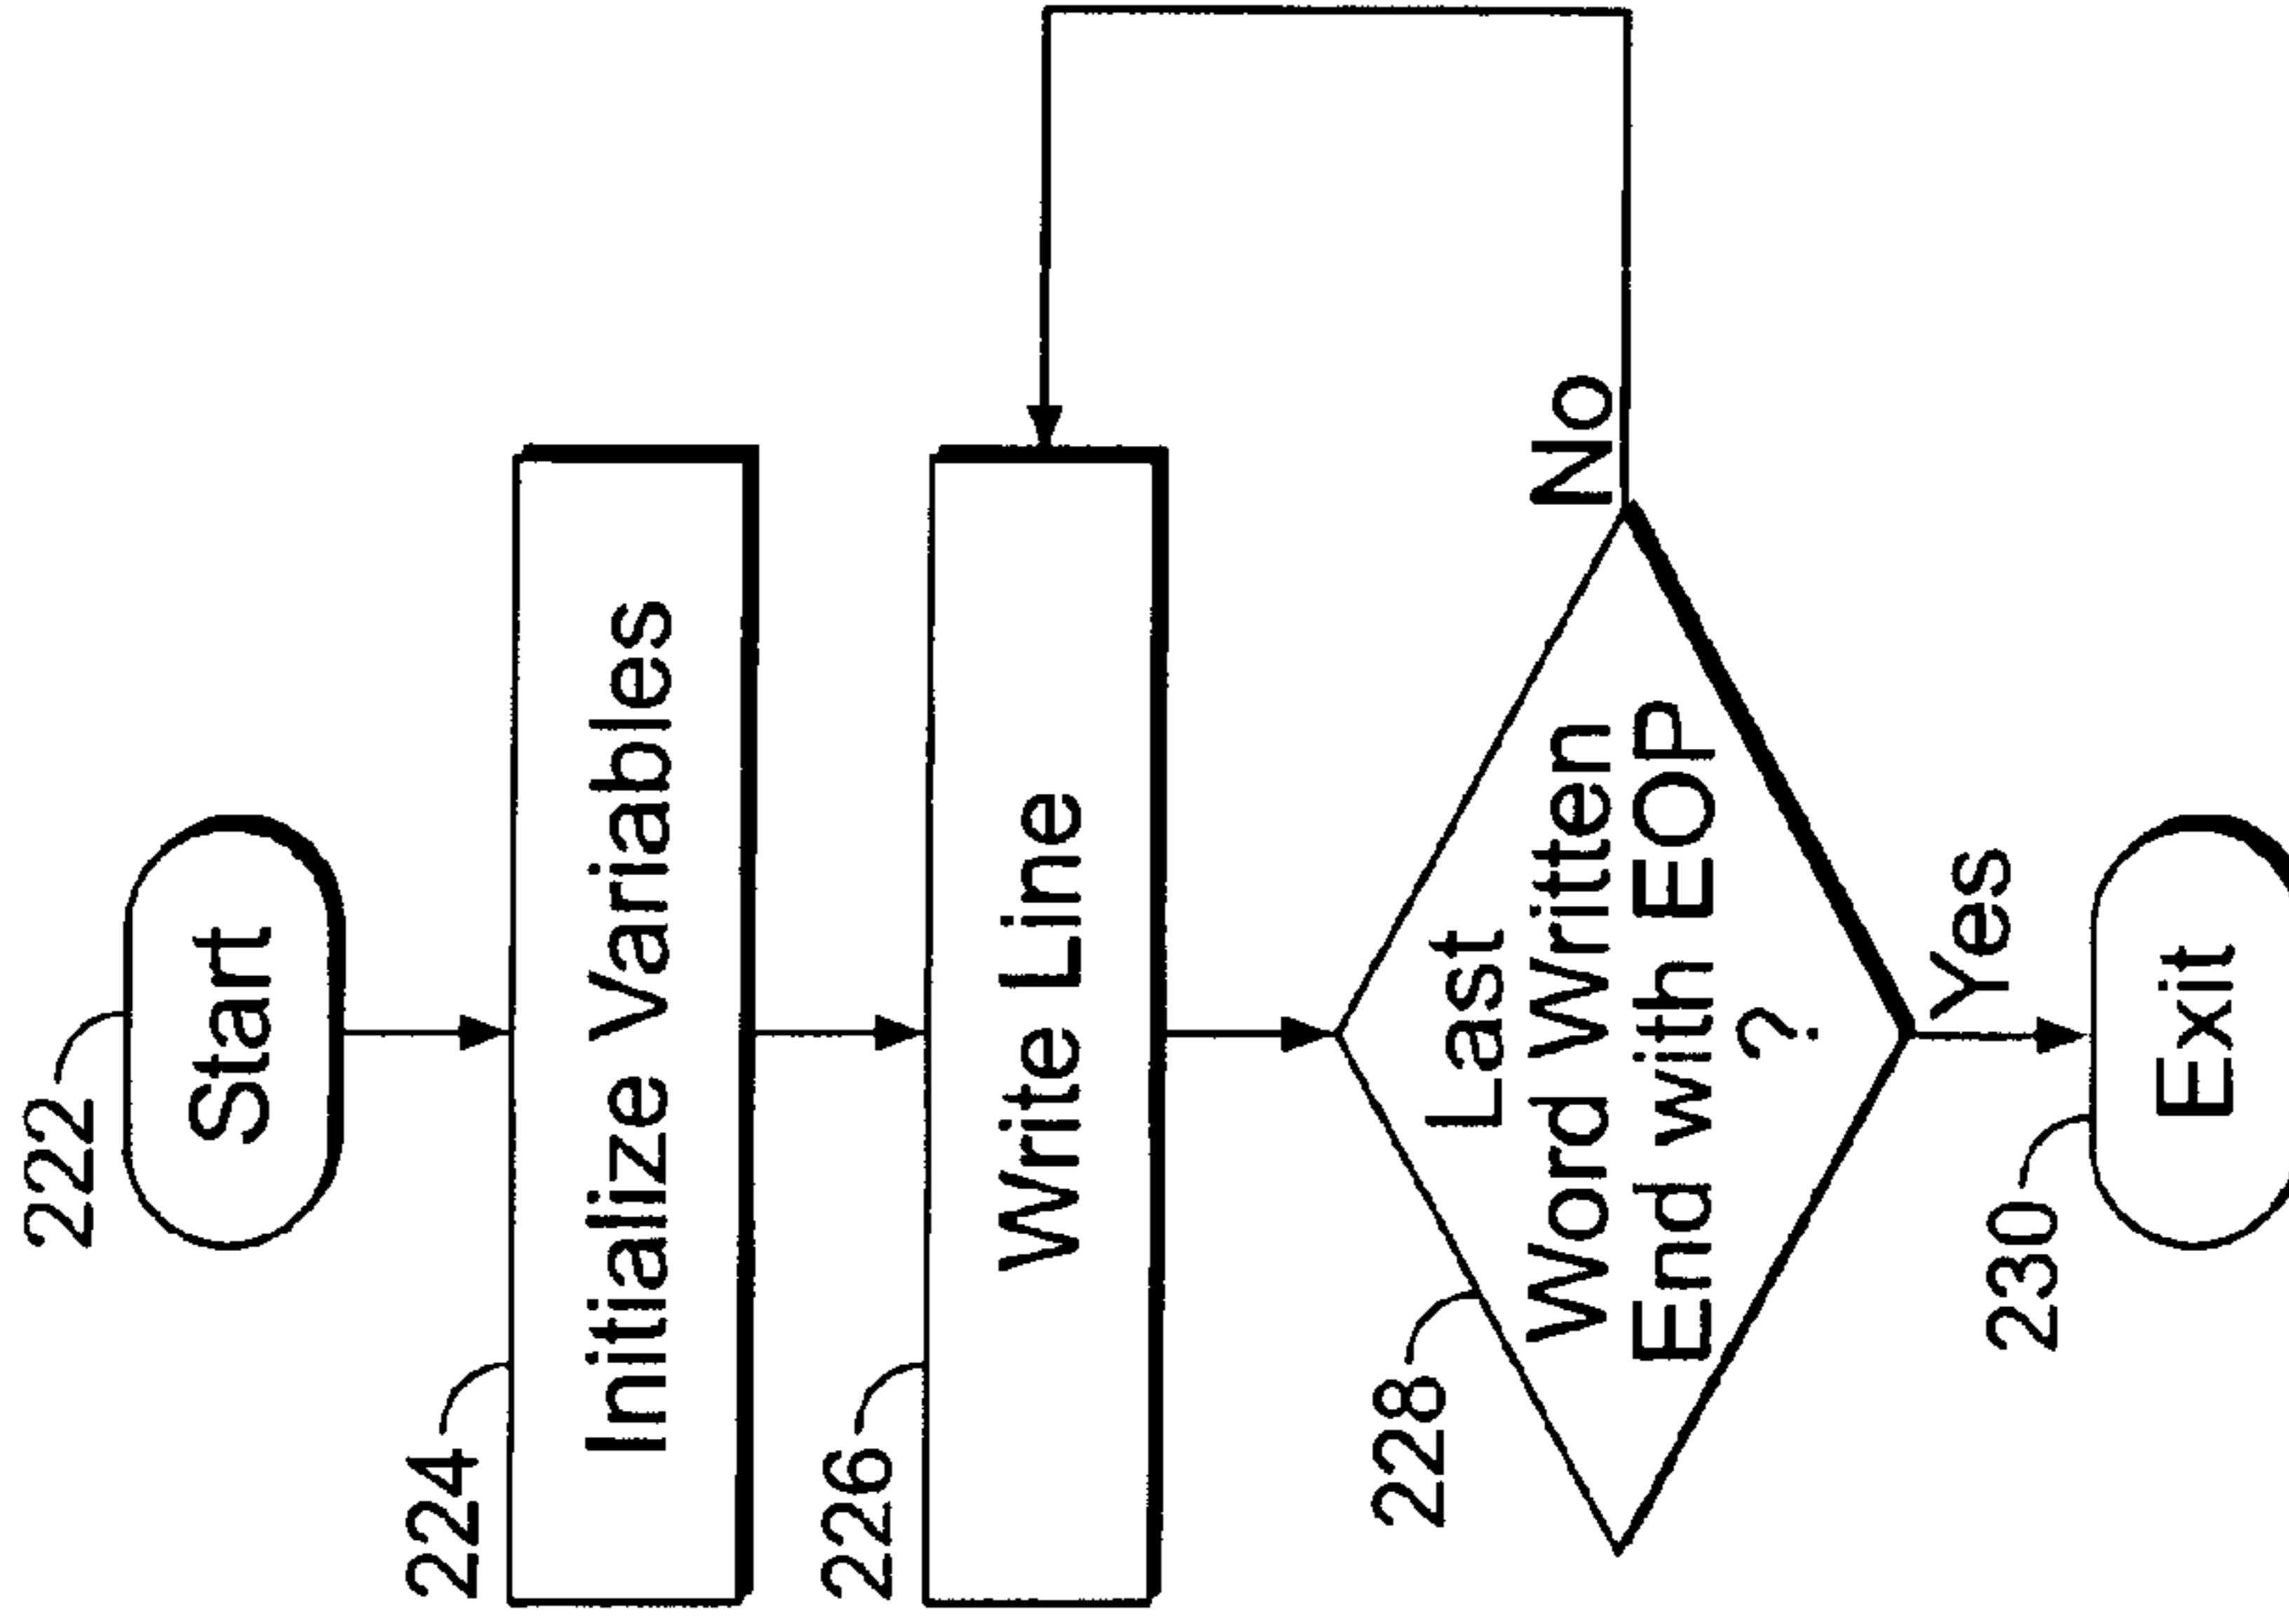 222
Start
224
Initialize Variables
226
Write Line
228
Last
Word Written
End with EOP
?
No
Yes
230
Exit